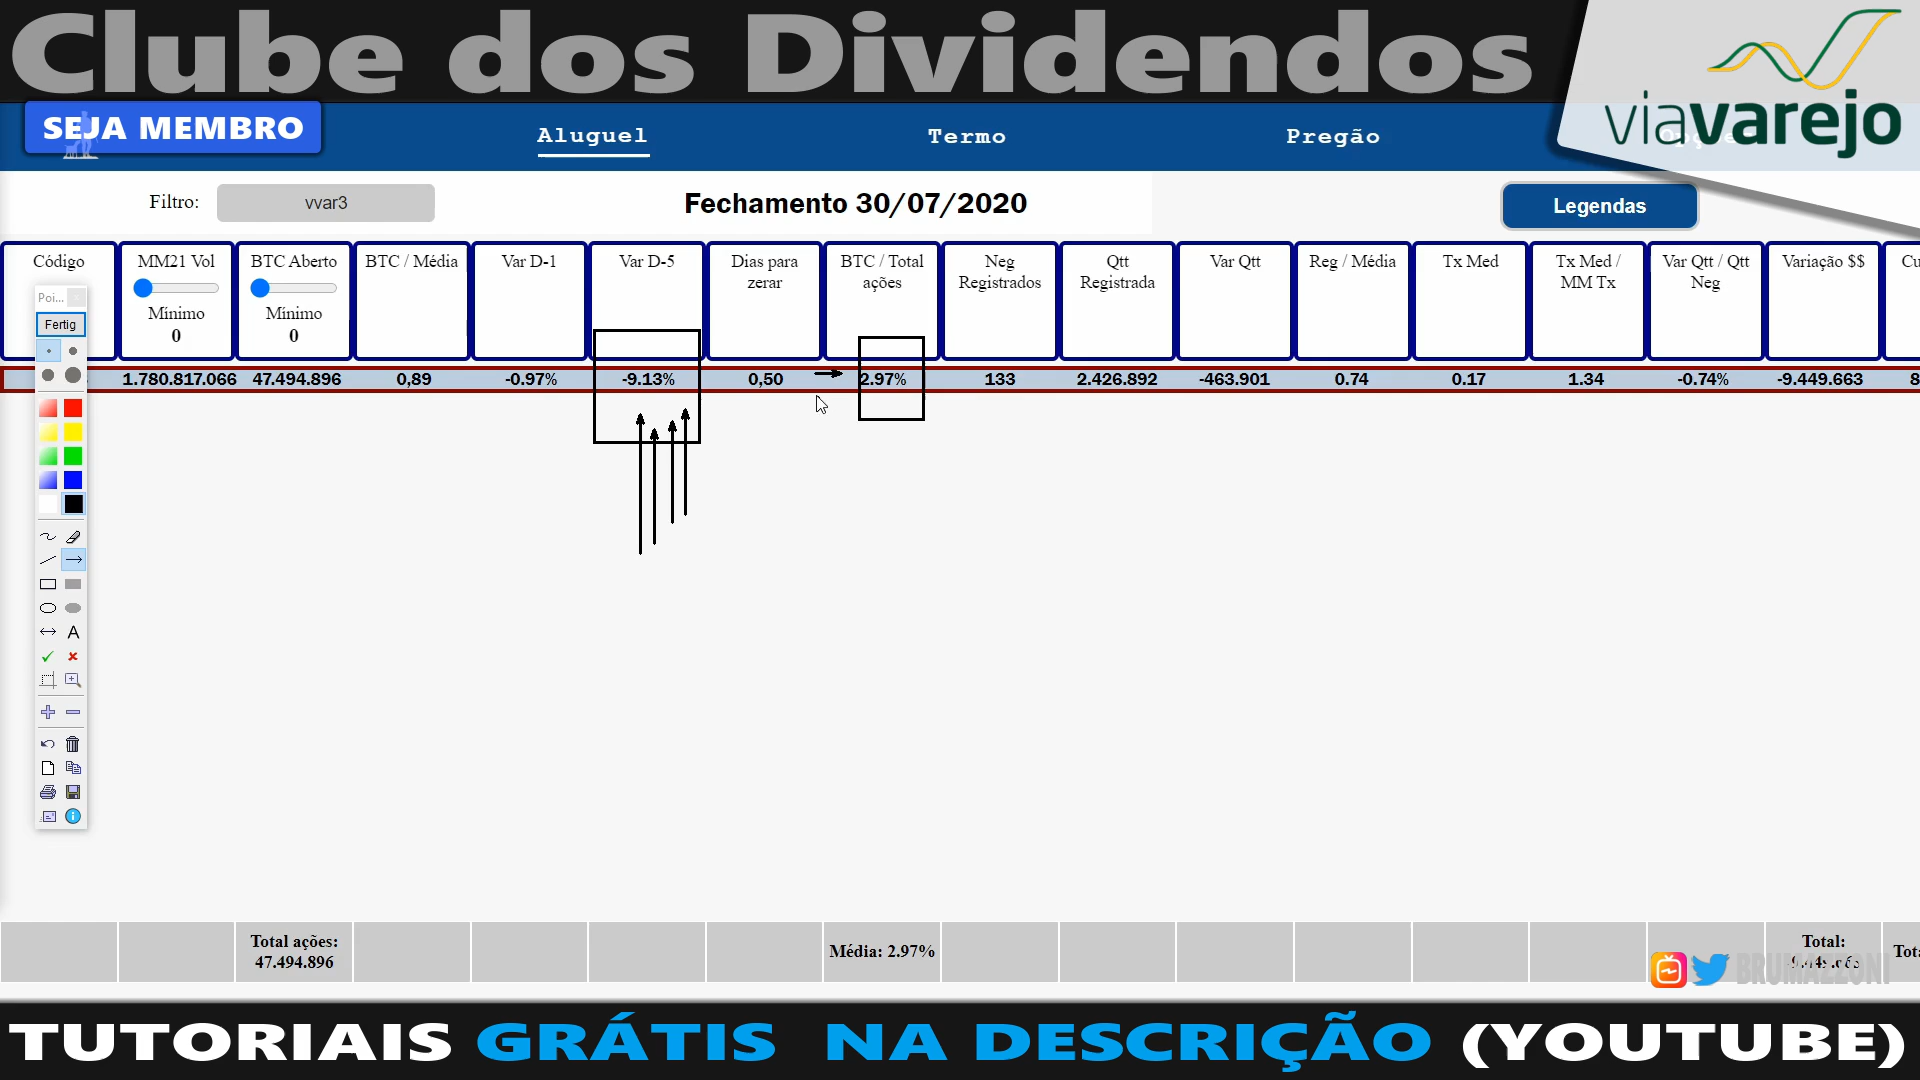 Clube dos Dividendos
viavarejo
SEJA MEMBRO
Aluguel
Termo
Pregão
Filtro:
vvar3
Fechamento 30/07/2020
Legendas
Código
MM21 Vol
Mínimo
0
BTC Aberto
Mínimo
0
BTC / Média
Var D-1
Var D-5
Dias para
zerar
BTC / Total
ações
Neg
Registrados
Qtt
Registrada
Var Qtt
Reg / Média
Tx Med
Tx Med /
MM Tx
Var Qtt / Qtt
Neg
Variação $$
Cu
Poi...
Fertig
1.780.817.066 47.494.896 0,89 -0.97% -9.13% 0,50 2.97% 133 2.426.892 -463.901 0.74 0.17 1.34 -0.74% -9.449.663 8
A
Total ações:
47.494.896
Média: 2.97%
Total:
Tota
BRUMAZZONI
TUTORIAIS GRÁTIS NA DESCRIÇÃO (YOUTUBE)